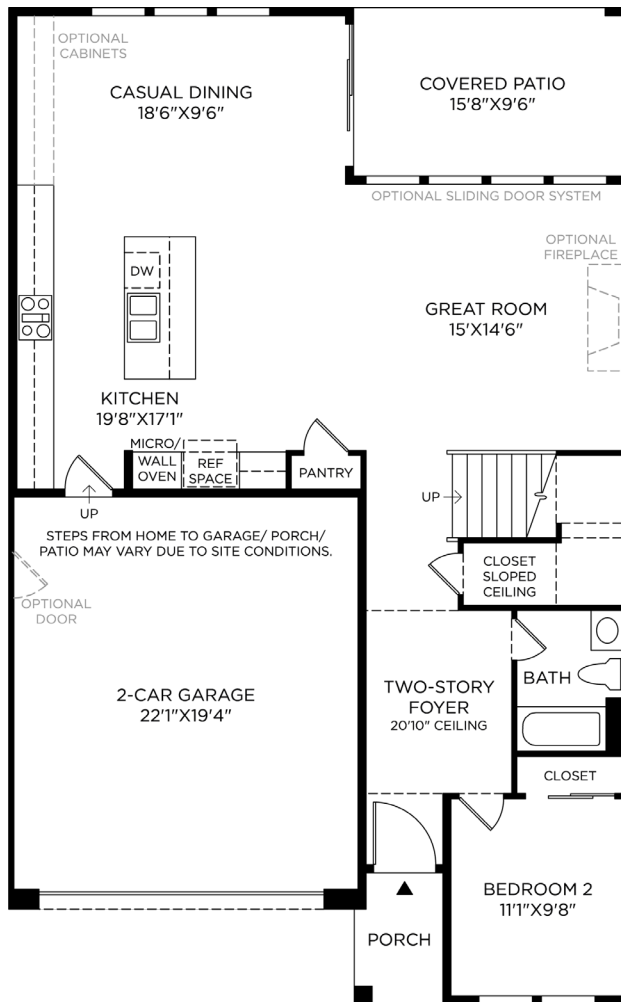 OPTIONAL
CABINETS
CASUAL DINING
18'6"X9'6"
COVERED PATIO
15'8"X9'6"
OPTIONAL SLIDING DOOR SYSTEM
OPTIONAL
FIREPLACE
DW
GREAT ROOM
15'X14'6"
KITCHEN
19'8"X17'1"
MICRO/
WALL
OVEN
REF
SPACE
PANTRY
UP
UP
STEPS FROM HOME TO GARAGE/ PORCH/
PATIO MAY VARY DUE TO SITE CONDITIONS.
CLOSET
SLOPED
CEILING
OPTIONAL
DOOR
2-CAR GARAGE
22'1"X19'4"
TWO-STORY
FOYER
20'10" CEILING
BATH
CLOSET
BEDROOM 2
11'1"X9'8"
PORCH